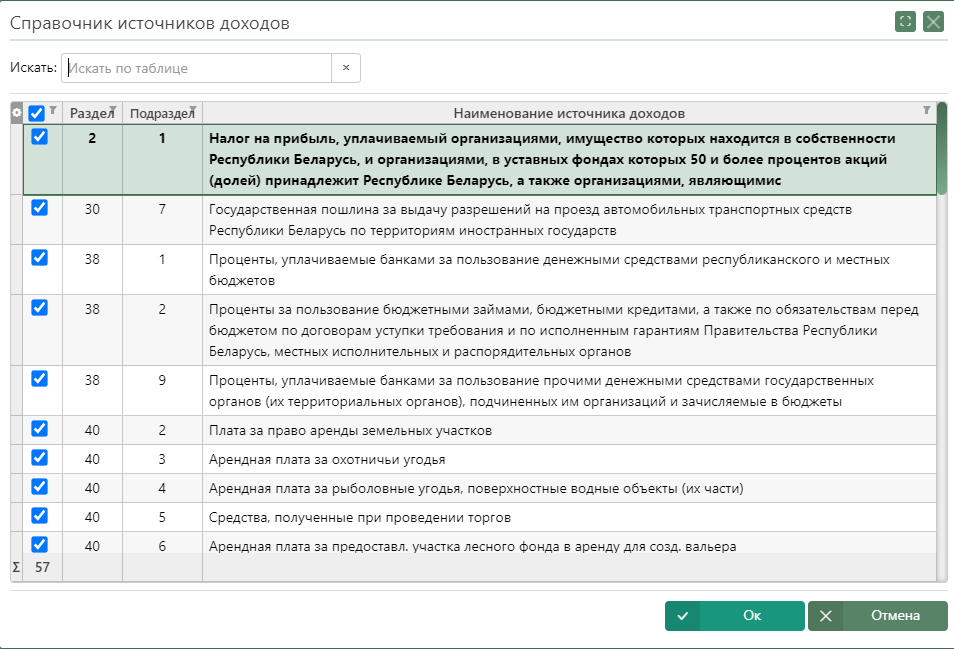 Справочник источников доходов
Искать: Искать по таблице ×
Раздел Подраздел Наименование источника доходов
2 1 Налог на прибыль, уплачиваемый организациями, имущество которых находится в собственности
Республики Беларусь, и организациями, в уставных фондах которых 50 и более процентов акций
(долей) принадлежит Республике Беларусь, а также организациями, являющимис
30 7 Государственная пошлина за выдачу разрешений на проезд автомобильных транспортных средств
Республики Беларусь по территориям иностранных государств
38 1 Проценты, уплачиваемые банками за пользование денежными средствами республиканского и местных
бюджетов
38 2 Проценты за пользование бюджетными займами, бюджетными кредитами, а также по обязательствам перед
бюджетом по договорам уступки требования и по исполненным гарантиям Правительства Республики
Беларусь, местных исполнительных и распорядительных органов
38 9 Проценты, уплачиваемые банками за пользование прочими денежными средствами государственных
органов (их территориальных органов), подчиненных им организаций и зачисляемые в бюджеты
40 2 Плата за право аренды земельных участков
40 3 Арендная плата за охотничьи угодья
40 4 Арендная плата за рыболовные угодья, поверхностные водные объекты (их части)
40 5 Средства, полученные при проведении торгов
40 6 Арендная плата за предоставл. участка лесного фонда в аренду для созд. вальера
Σ 57
Ок Отмена